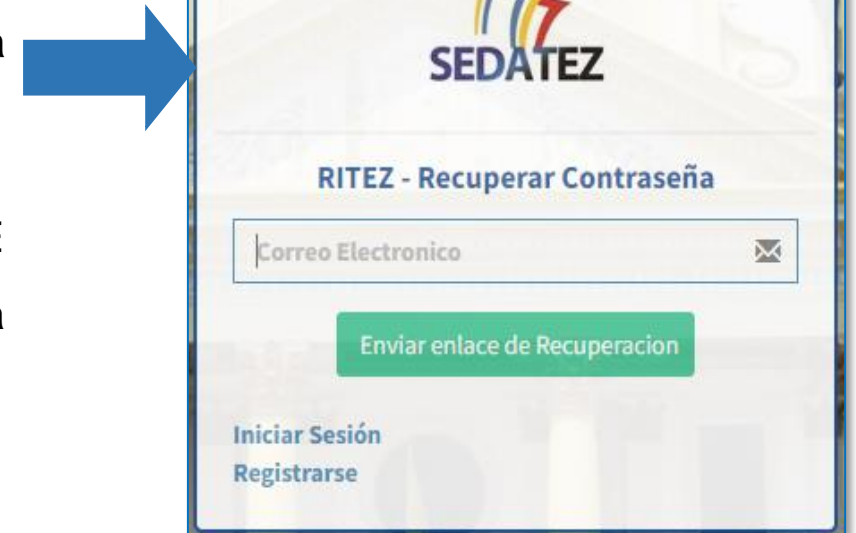 SEDATEZ
RITEZ - Recuperar Contraseña
Correo Electronico
Enviar enlace de Recuperacion
Iniciar Sesión
Registrarse